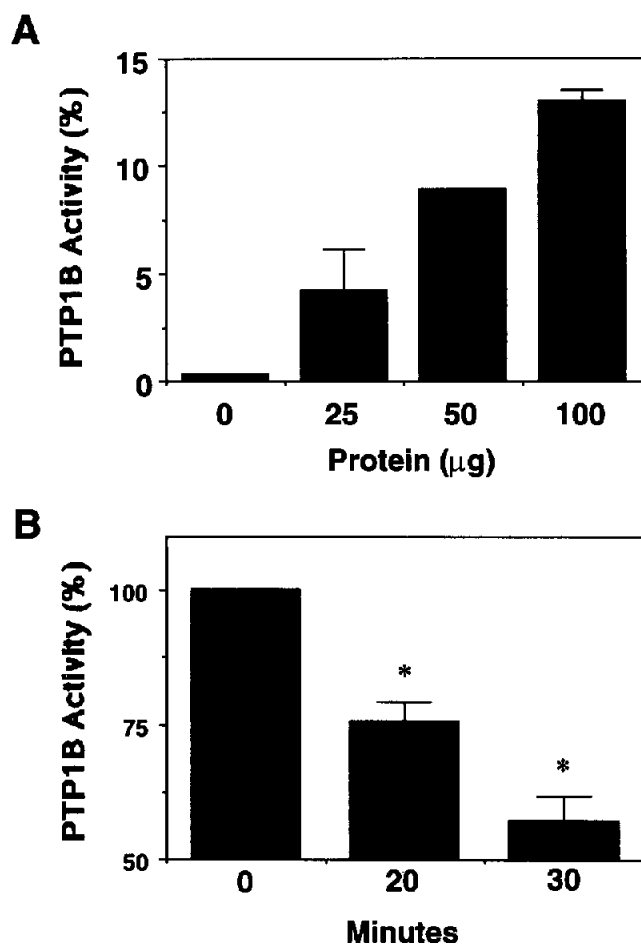 A
PTP1B Activity (%)
15
10
5
0
0 25 50 100
Protein (μg)
B
PTP1B Activity (%)
100
75
50
*
*
0 20 30
Minutes